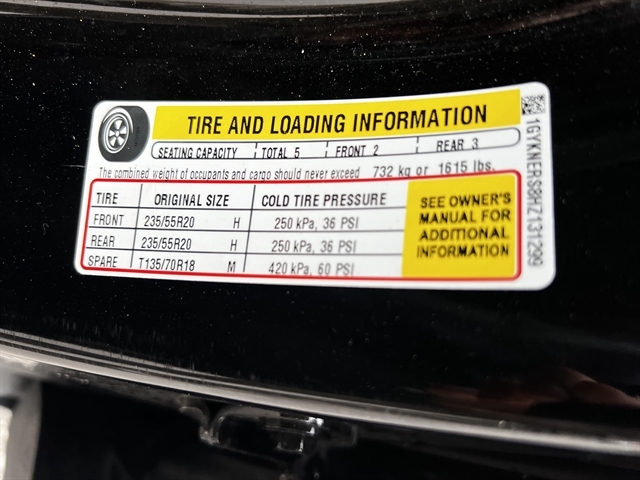 TIRE AND LOADING INFORMATION
SEATING CAPACITY TOTAL 5 FRONT 2 REAR 3
The combined weight of occupants and cargo should never exceed 732 kg or 1615 lbs.
TIRE ORIGINAL SIZE COLD TIRE PRESSURE
FRONT 235/55R20 H 250 kPa, 36 PSI
REAR 235/55R20 H 250 kPa, 36 PSI
SPARE T135/70R18 M 420 kPa, 60 PSI
SEE OWNER'S
MANUAL FOR
ADDITIONAL
INFORMATION
1GYKNERS8HZ131299